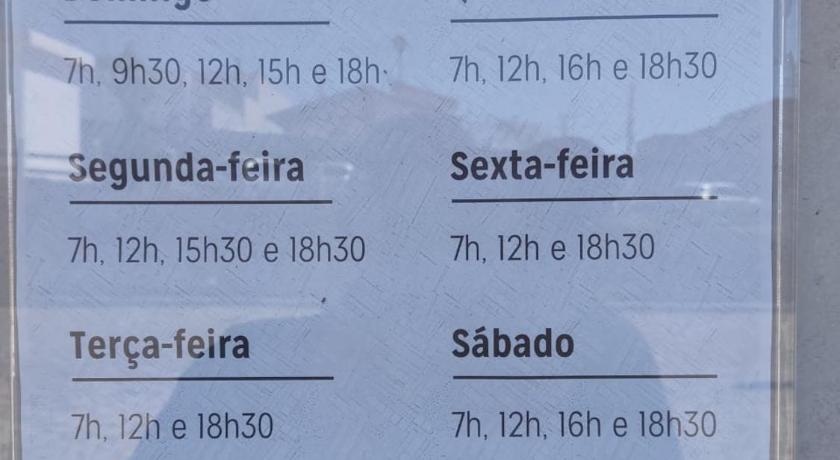 Domingo
7h, 9h30, 12h, 15h e 18h
Segunda-feira
7h, 12h, 15h30 e 18h30
Terça-feira
7h, 12h e 18h30
7h, 12h, 16h e 18h30
Sexta-feira
7h, 12h e 18h30
Sábado
7h, 12h, 16h e 18h30